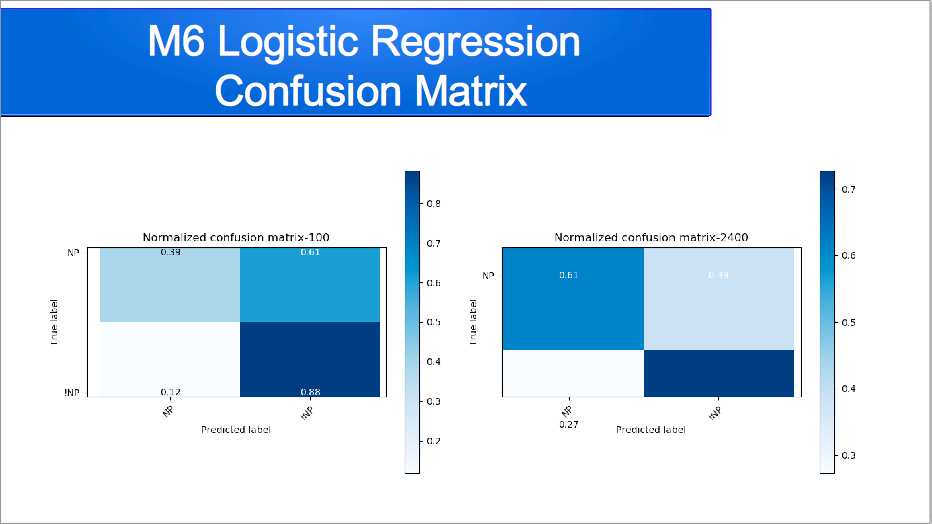 M6 Logistic Regression
Confusion Matrix
Normalized confusion matrix-100
NP
0.39
0.61
!NP
0.12
0.88
NP
!NP
True label
Predicted label
0.8
0.7
0.6
0.5
0.4
0.3
0.2
Normalized confusion matrix-2400
NP
0.61
0.39
NP
!NP
0.27
True label
Predicted label
0.7
0.6
0.5
0.4
0.3